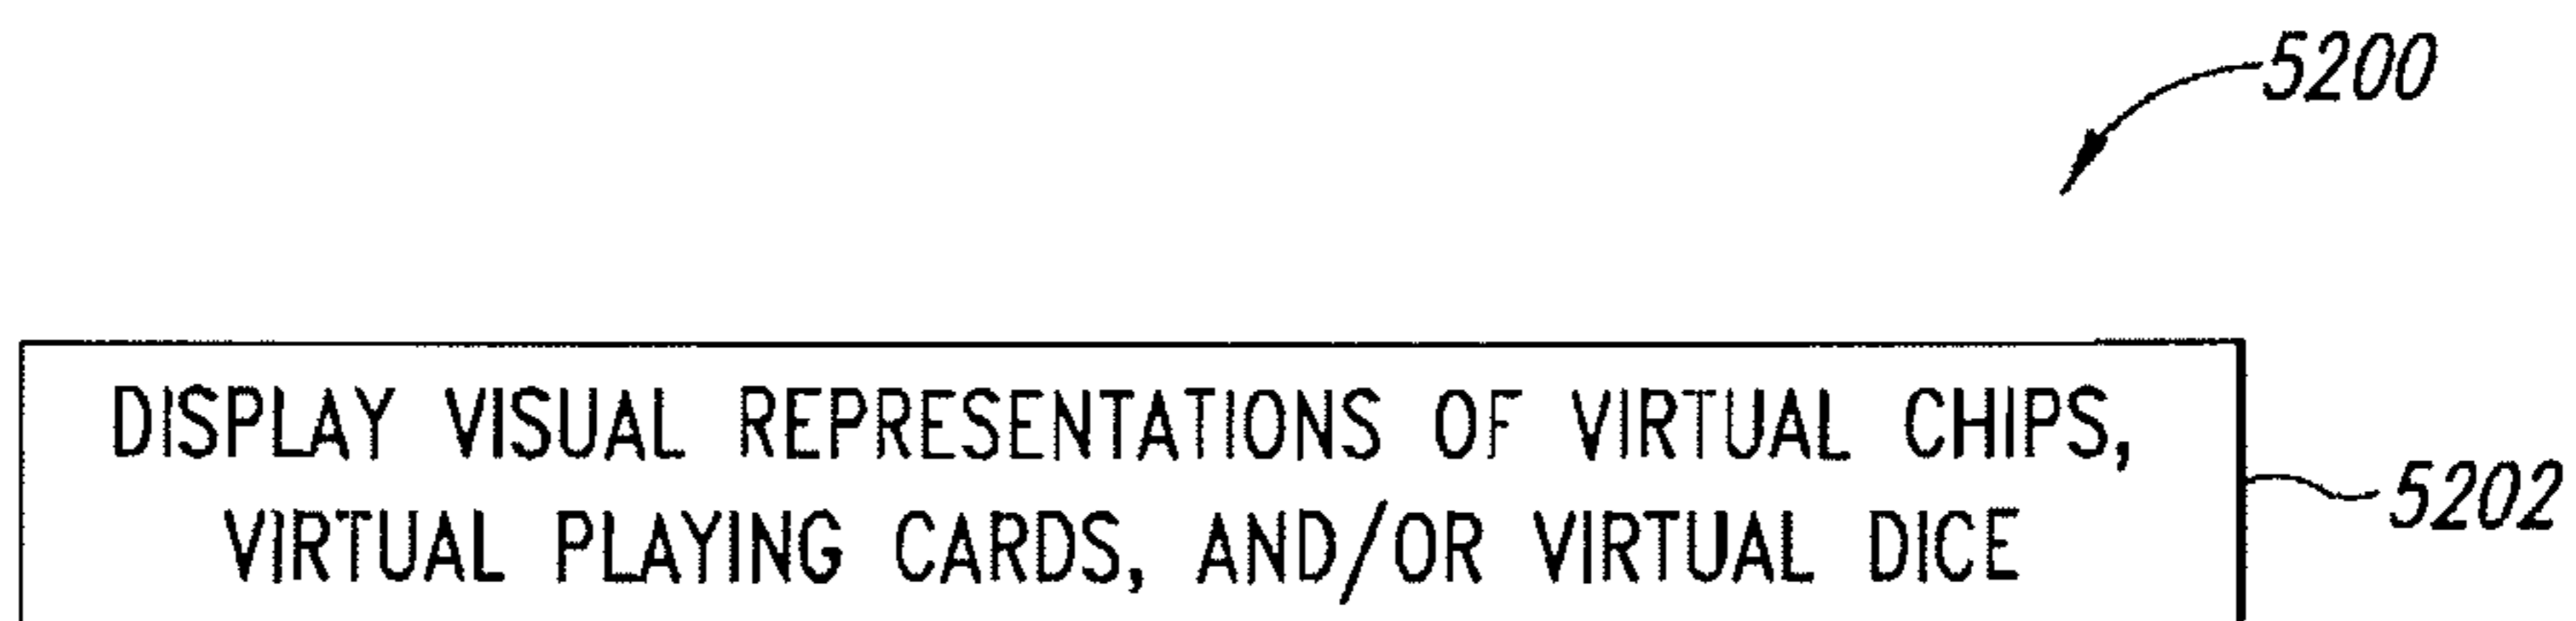 5200
DISPLAY VISUAL REPRESENTATIONS OF VIRTUAL CHIPS,
VIRTUAL PLAYING CARDS, AND/OR VIRTUAL DICE
5202